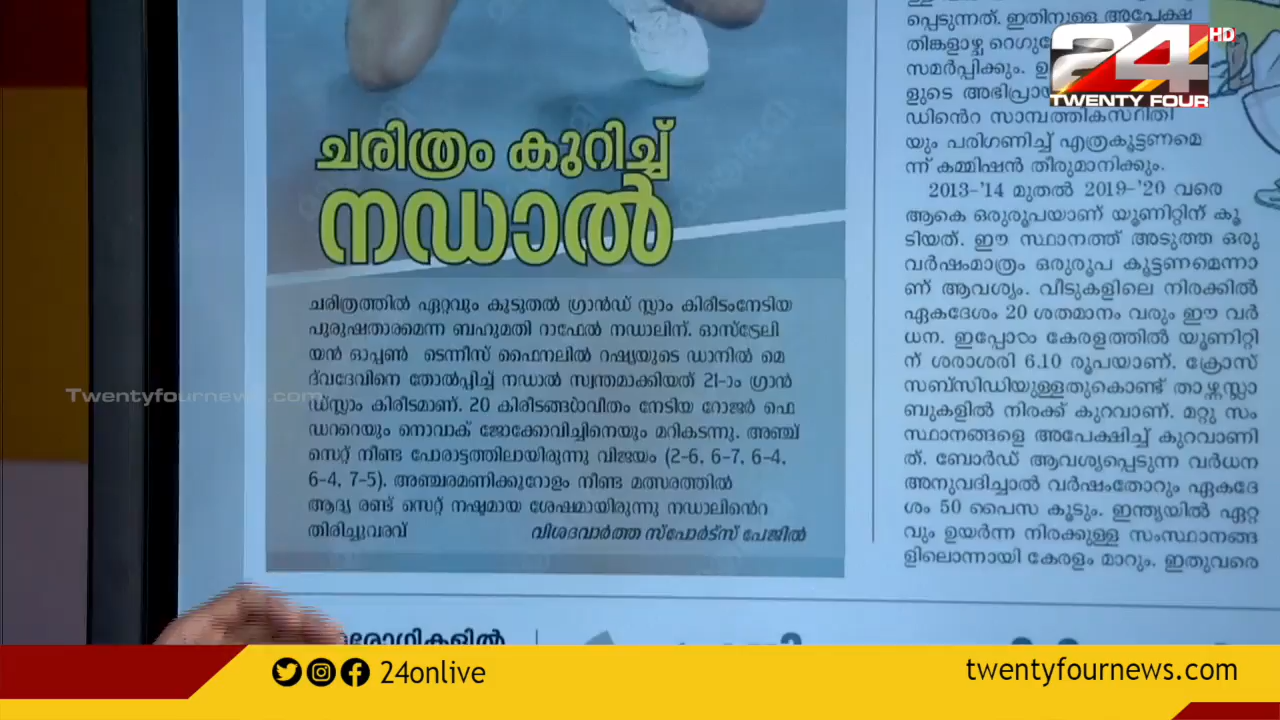 ചരിത്രം കുറിച്ച്
നഡാൽ
ചരിത്രത്തിൽ ഏറ്റവും കൂടുതൽ ഗ്രാൻഡ് സ്ലാം കിരീടംനേടിയ
പുരുഷതാരമെന്ന ബഹുമതി റാഫേൽ നഡാലിന്. ഓസ്ട്രേലി
യൻ ഓപ്പൺ ടെന്നീസ് ഫൈനലിൽ റഷ്യയുടെ ഡാനിൽ മെ
ദ്‌വദേവിനെ തോൽപ്പിച്ച് നഡാൽ സ്വന്തമാക്കിയത് 21-ാം ഗ്രാൻ
ഡ്സ്ലാം കിരീടമാണ്. 20 കിരീടങ്ങൾവീതം നേടിയ റോജർ ഫെ
ഡററെയും നൊവാക് ജോക്കോവിച്ചിനെയും മറികടന്നു. അഞ്ച്
സെറ്റ് നീണ്ട പോരാട്ടത്തിലായിരുന്നു വിജയം (2-6, 6-7, 6-4,
6-4, 7-5). അഞ്ചരമണിക്കൂറോളം നീണ്ട മത്സരത്തിൽ
ആദ്യ രണ്ട് സെറ്റ് നഷ്ടമായ ശേഷമായിരുന്നു നഡാലിന്റെ
തിരിച്ചുവരവ് വിശദവാർത്ത സ്പോർട്സ് പേജിൽ
പ്പെടുന്നത്. ഇതിനുള്ള അപേക്ഷ
തിങ്കളാഴ്ച
സമർപ്പിക്കും.
ളുടെ
ഡിന്റെ സാമ്പത്തികസ്ഥിതി
യും പരിഗണിച്ച് എത്രകൂട്ടണമെ
ന്ന് കമ്മിഷൻ തീരുമാനിക്കും.
2013-'14 മുതൽ 2019-'20 വരെ
ആകെ ഒരുരൂപയാണ് യൂണിറ്റിന് കൂ
ടിയത്. ഈ സ്ഥാനത്ത് അടുത്ത ഒരു
വർഷംമാത്രം ഒരുരൂപ കൂട്ടണമെന്നാ
ണ് ആവശ്യം. വീടുകളിലെ നിരക്കിൽ
ഏകദേശം 20 ശതമാനം വരും ഈ വർ
ധന. ഇപ്പോൾ കേരളത്തിൽ യൂണിറ്റി
ന് ശരാശരി 6.10 രൂപയാണ്. ക്രോസ്
സബ്സിഡിയുള്ളതുകൊണ്ട് താഴ്ന്നസ്ലാ
ബുകളിൽ നിരക്ക് കുറവാണ്. മറ്റു സം
സ്ഥാനങ്ങളെ അപേക്ഷിച്ച് കുറവാണി
ത്. ബോർഡ് ആവശ്യപ്പെടുന്ന വർധന
അനുവദിച്ചാൽ വർഷംതോറും ഏകദേ
ശം 50 പൈസ കൂടും. ഇന്ത്യയിൽ ഏറ്റ
വും ഉയർന്ന നിരക്കുള്ള സംസ്ഥാനങ്ങ
ളിലൊന്നായി കേരളം മാറും. ഇതുവരെ
24 HD
TWENTY FOUR
Twentyfournews.com
രോഗികളിൽ
24onlive
twentyfournews.com